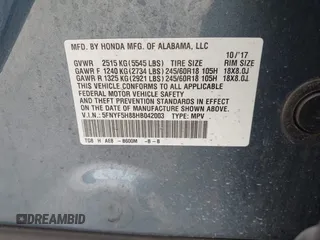 MFD. BY HONDA MFG. OF ALABAMA, LLC
10/'17
GVWR 2515 KG (5545 LBS) TIRE SIZE RIM SIZE
GAWR F 1240 KG (2734 LBS) 245/60R18 105H 18X8.0J
GAWR R 1325 KG (2921 LBS) 245/60R18 105H 18X8.0J
THIS VEHICLE CONFORMS TO ALL APPLICABLE
FEDERAL MOTOR VEHICLE SAFETY STANDARDS
IN EFFECT ON THE DATE OF
MANUFACTURE SHOWN ABOVE.
V.I.N.: 5FNYF5H88HB042003 TYPE: MPV
H -B-B
DREAMBID